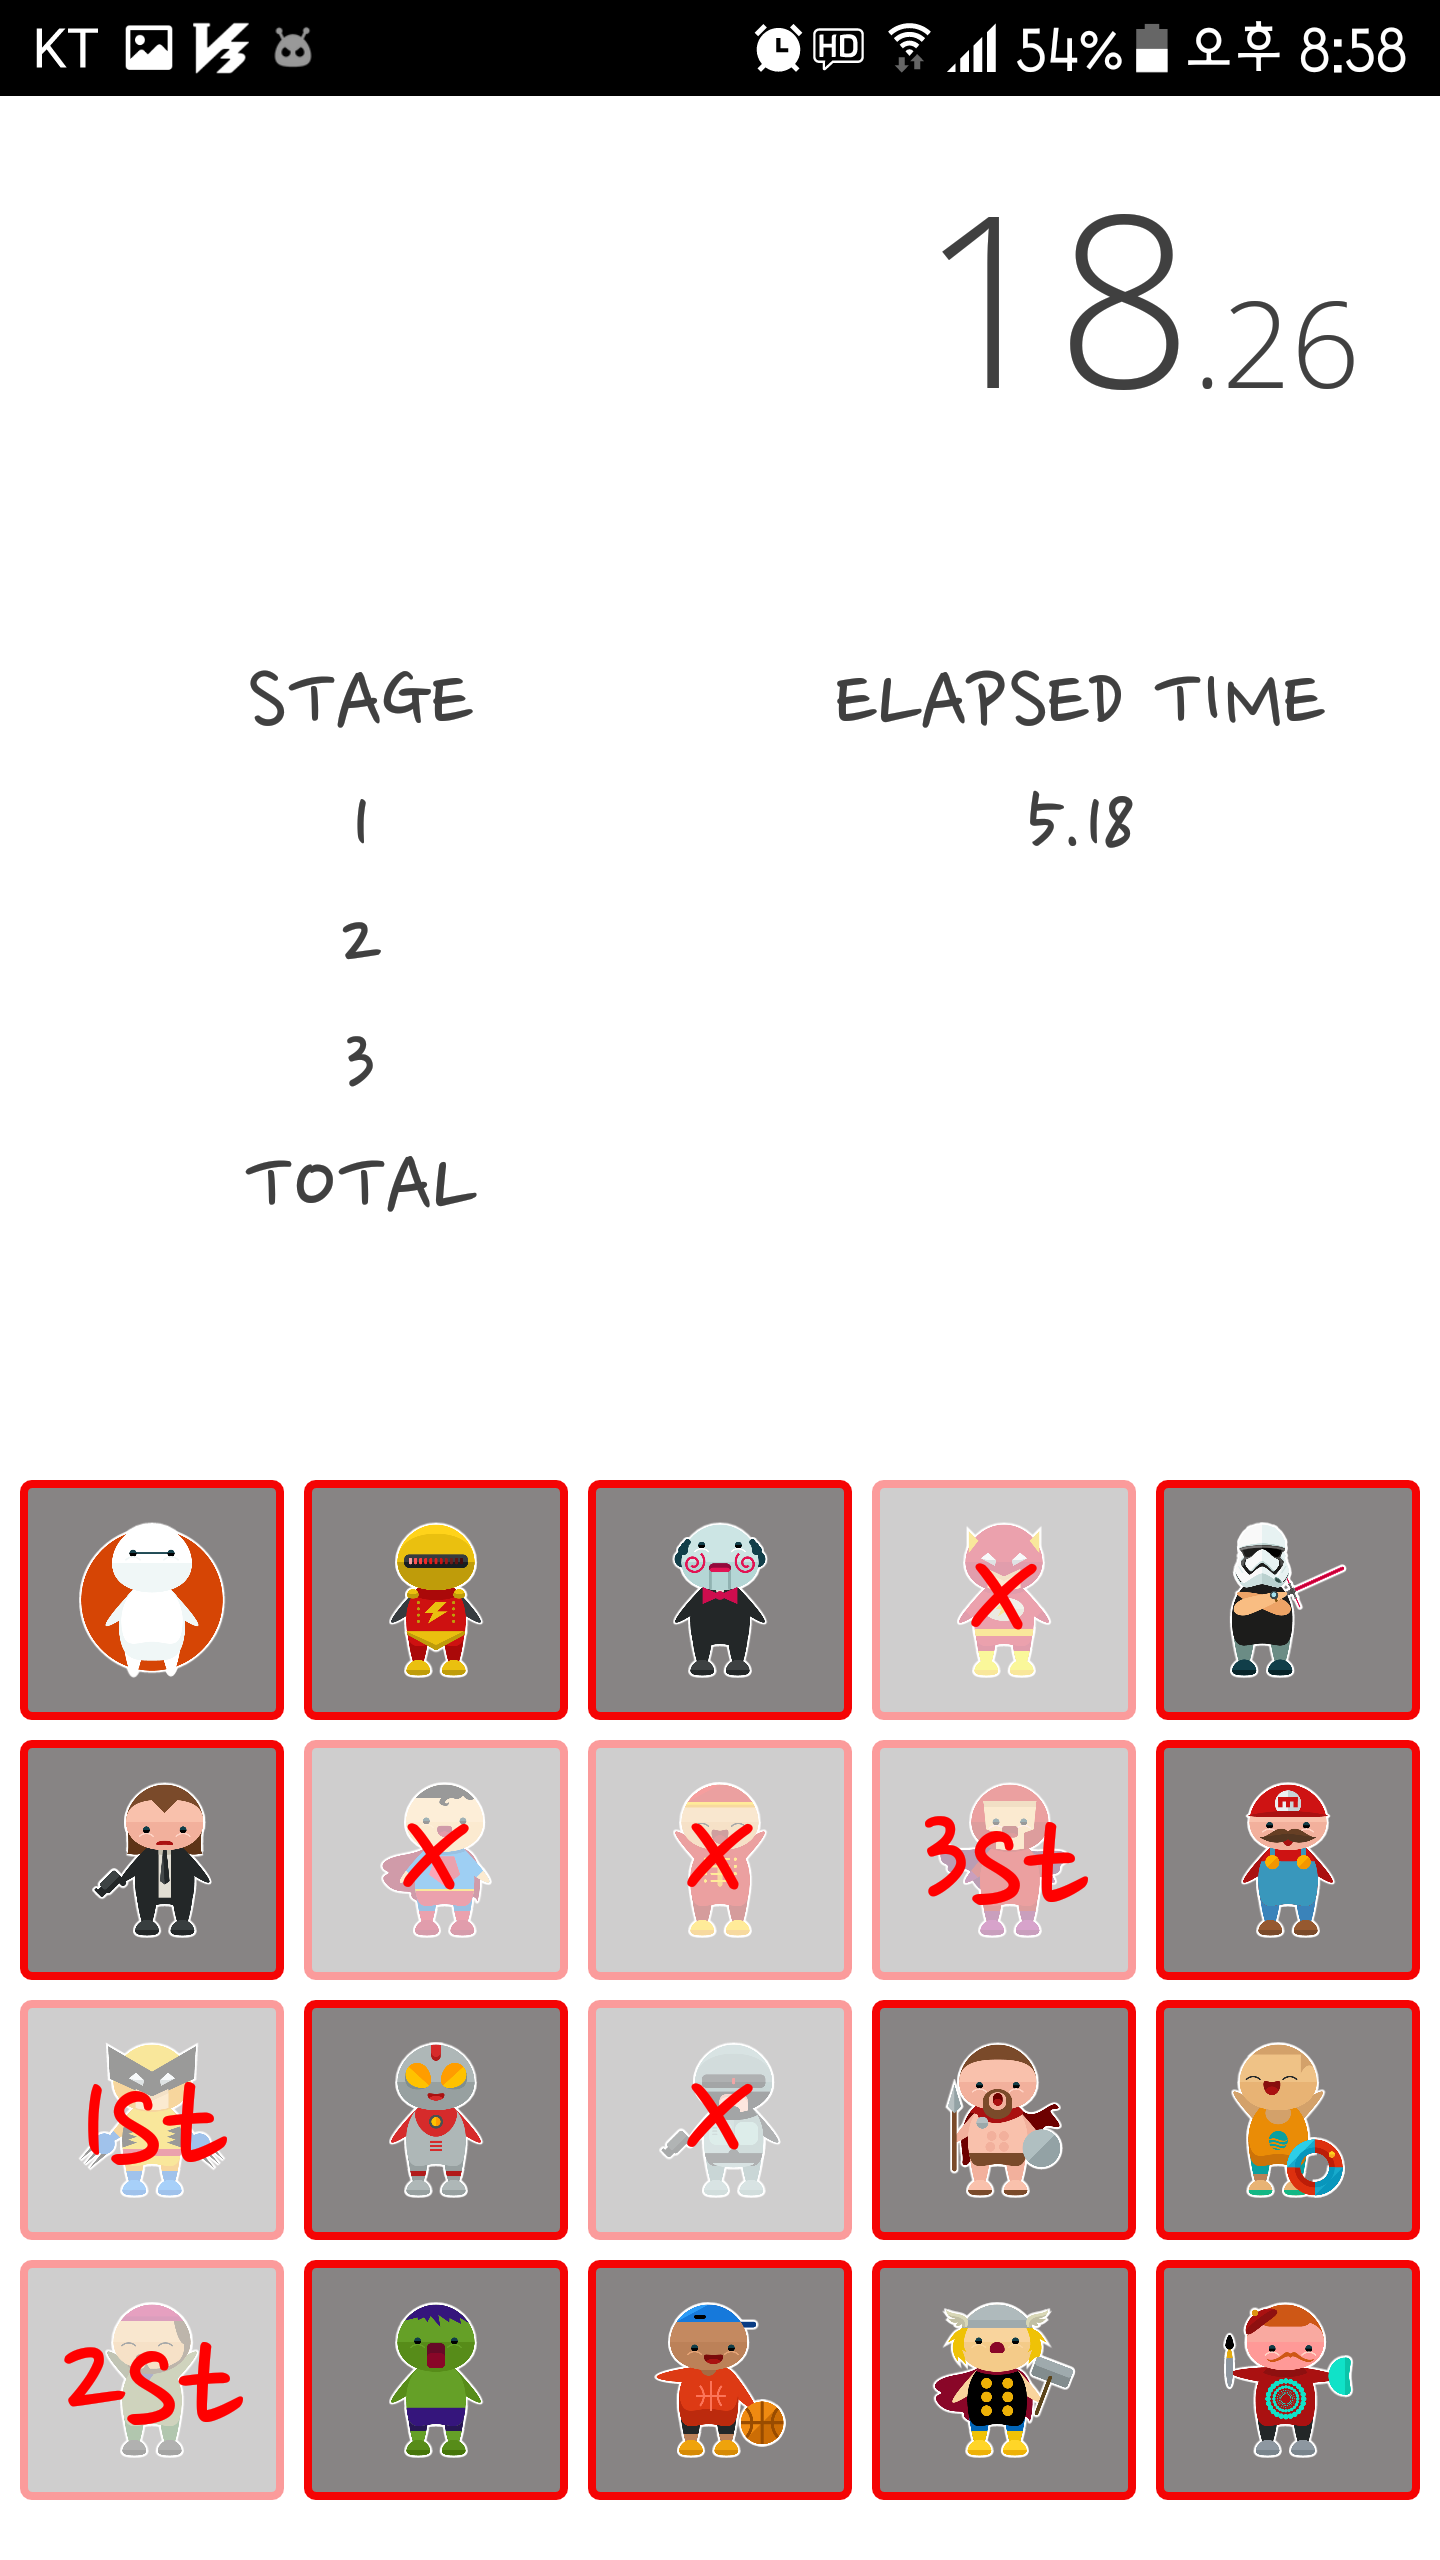 KT HD 54% 오후 8:58
18.26
STAGE ELAPSED TIME
1 5.18
2
3
TOTAL
X
X X 3st
1st X
2st